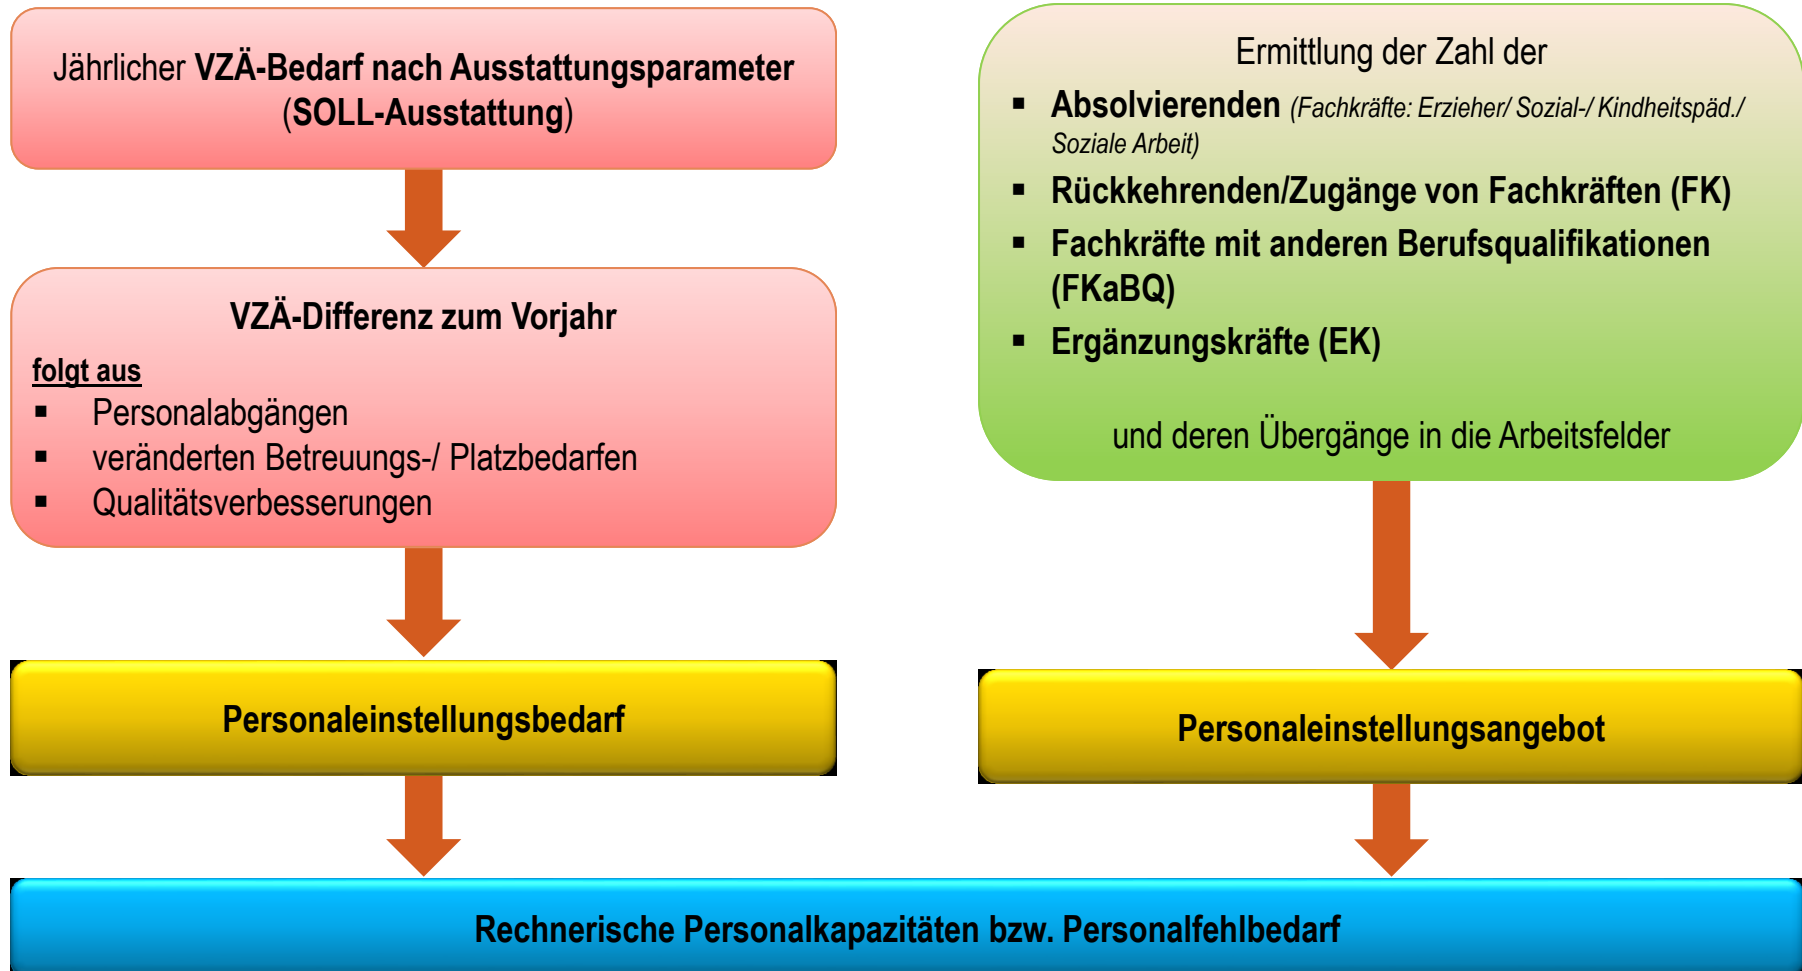 Jährlicher VZÄ-Bedarf nach Ausstattungsparameter
(SOLL-Ausstattung)
VZÄ-Differenz zum Vorjahr
folgt aus
▪ Personalabgängen
▪ veränderten Betreuungs-/ Platzbedarfen
▪ Qualitätsverbesserungen
Personaleinstellungsbedarf
Ermittlung der Zahl der
▪ Absolvierenden (Fachkräfte: Erzieher/ Sozial-/ Kindheitspäd./
Soziale Arbeit)
▪ Rückkehrenden/Zugänge von Fachkräften (FK)
▪ Fachkräfte mit anderen Berufsqualifikationen
(FKaBQ)
▪ Ergänzungskräfte (EK)
und deren Übergänge in die Arbeitsfelder
Personaleinstellungsangebot
Rechnerische Personalkapazitäten bzw. Personalfehlbedarf